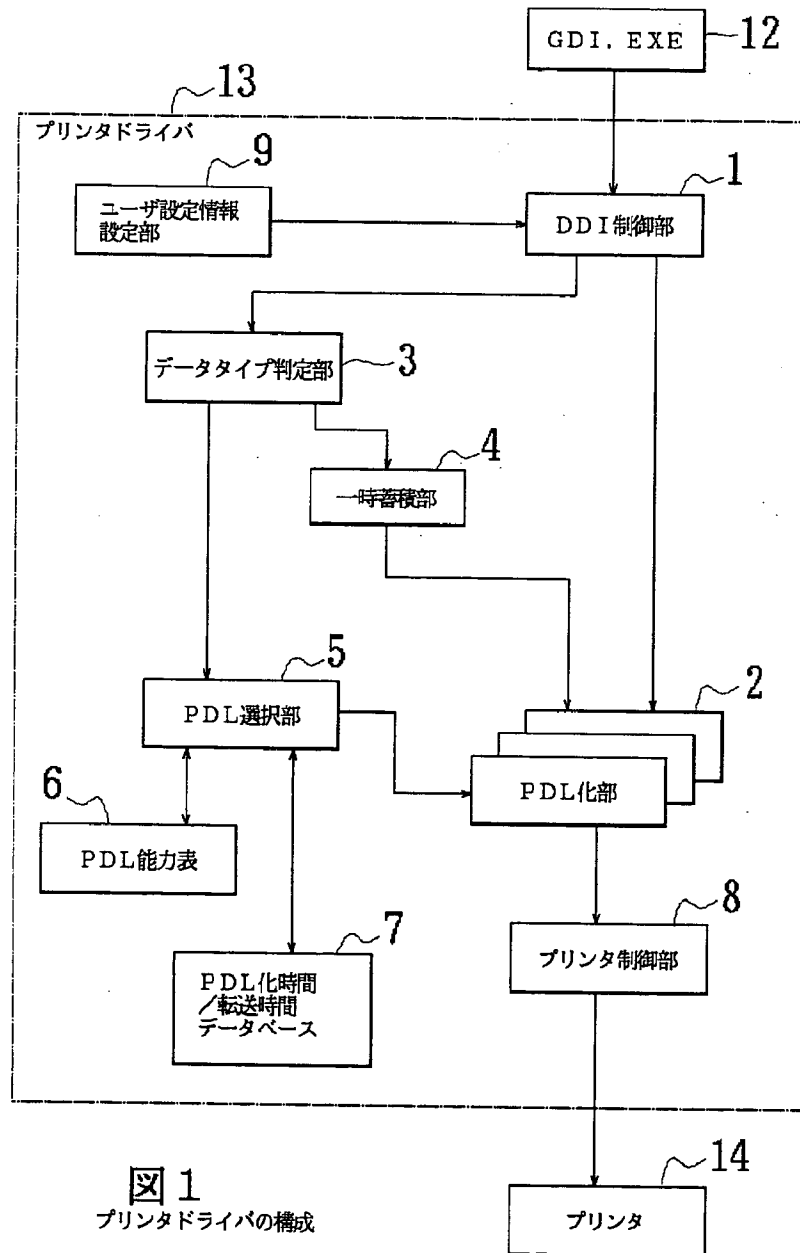 ＧＤＩ．ＥＸＥ
12
13
プリンタドライバ
9
ユーザ設定情報
設定部
1
ＤＤＩ制御部
データタイプ判定部
3
4
一時蓄積部
5
ＰＤＬ選択部
2
ＰＤＬ化部
6
ＰＤＬ能力表
7
ＰＤＬ化時間
／転送時間
データベース
8
プリンタ制御部
14
プリンタ
図１
プリンタドライバの構成